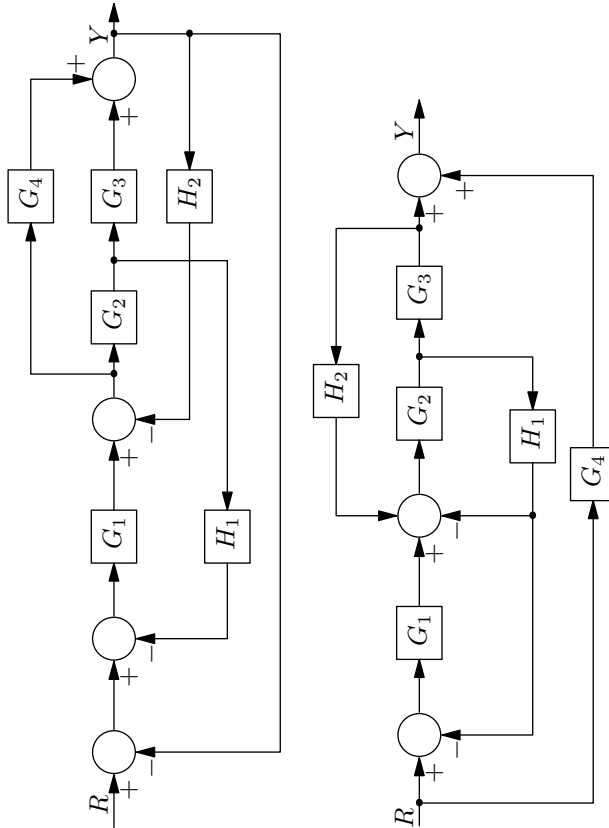 G₄
+
R G₁ G₂ G₃ Y
+ + + +
− − −
H₂
H₁
H₂
R G₁ G₂ G₃ Y
+ + +
− − +
H₁
G₄